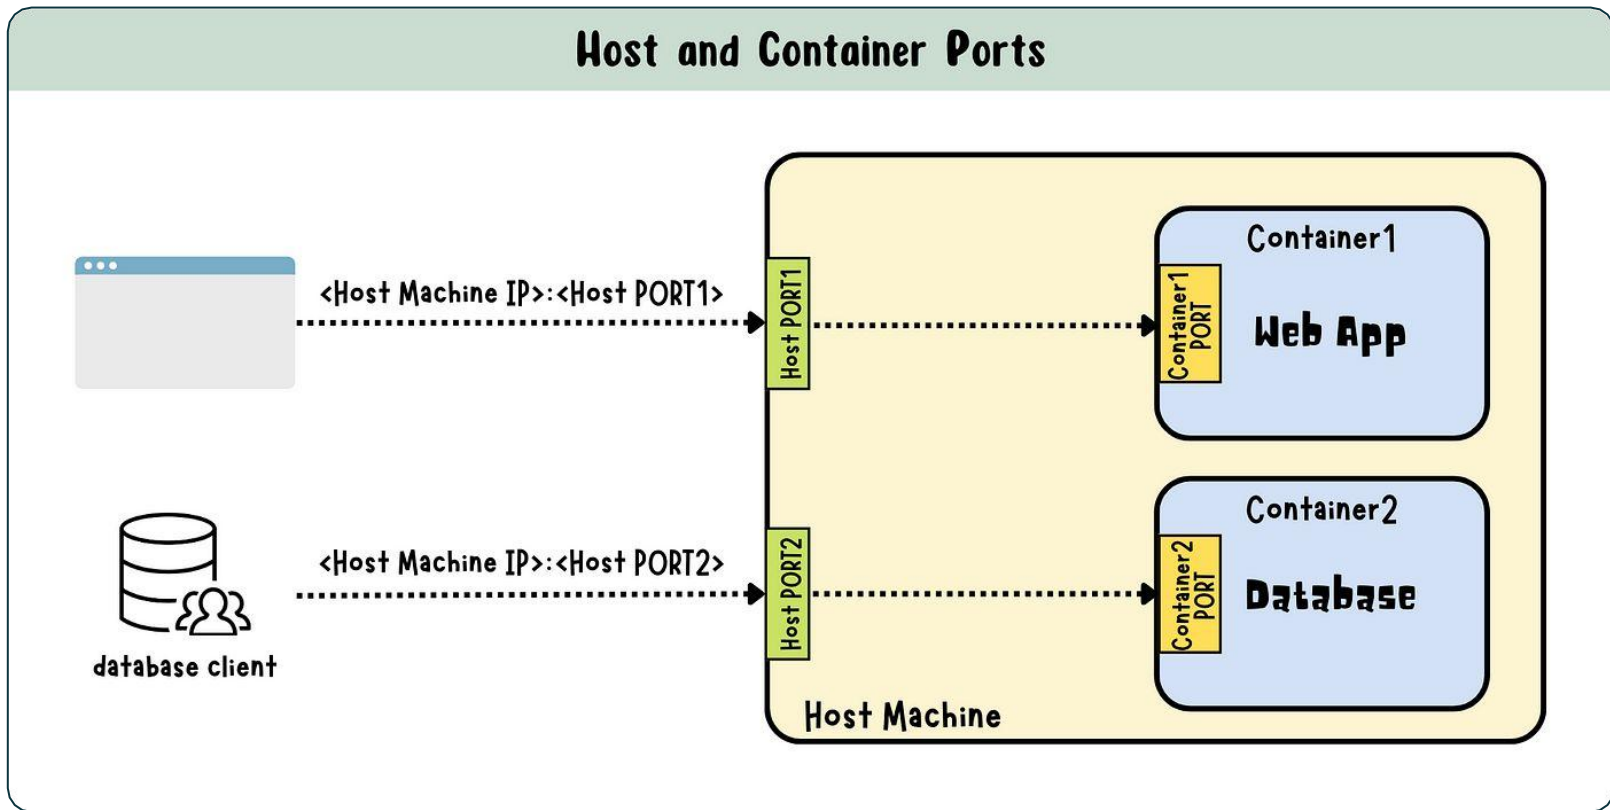 Host and Container Ports
Container1
<Host Machine IP>:<Host PORT1>
Host PORT1
Container1
PORT
Web App
Container2
<Host Machine IP>:<Host PORT2>
Host PORT2
Container2
PORT
Database
database client
Host Machine